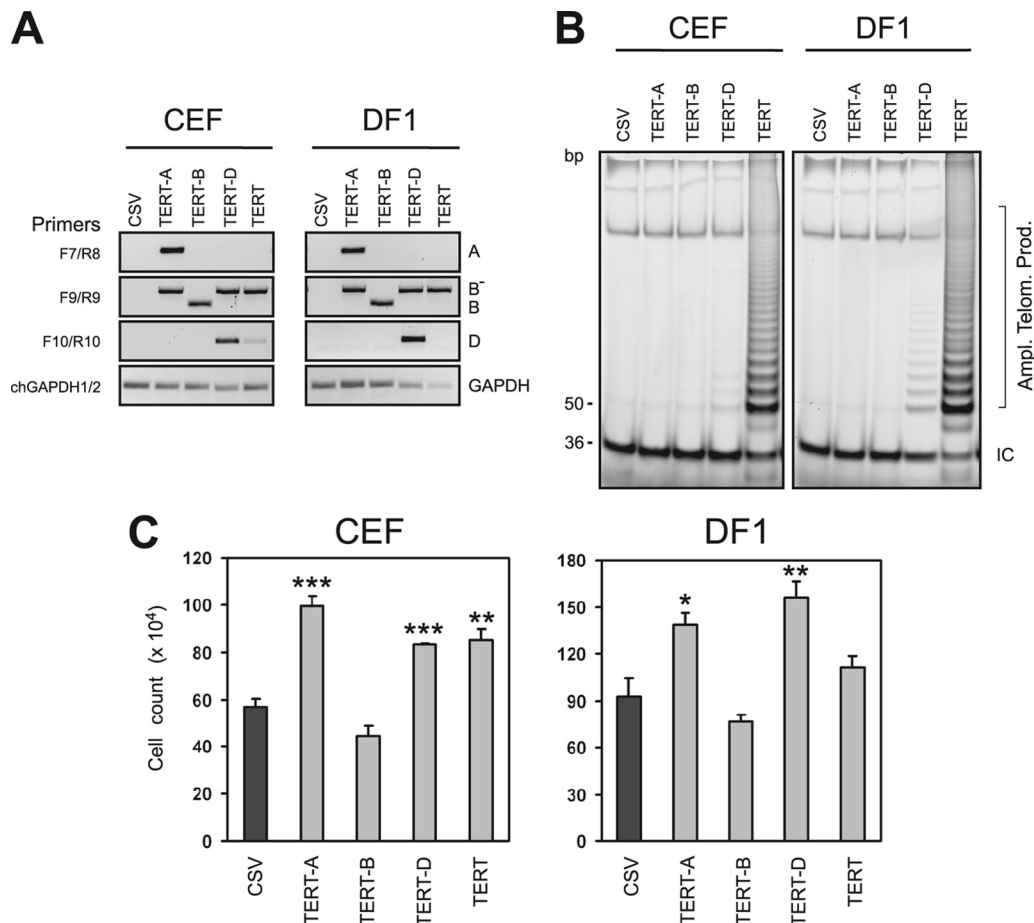 A
CEF
DF1
CSV
TERT-A
TERT-B
TERT-D
TERT
CSV
TERT-A
TERT-B
TERT-D
TERT
Primers
F7/R8
A
F9/R9
B⁻
B
F10/R10
D
chGAPDH1/2
GAPDH
B
CEF
DF1
CSV
TERT-A
TERT-B
TERT-D
TERT
CSV
TERT-A
TERT-B
TERT-D
TERT
bp
50 -
36 -
Ampl. Telom. Prod.
IC
C
CEF
Cell count (x 10⁴)
120
100
80
60
40
20
0
***
***
**
CSV
TERT-A
TERT-B
TERT-D
TERT
DF1
180
150
120
90
60
30
0
*
**
CSV
TERT-A
TERT-B
TERT-D
TERT